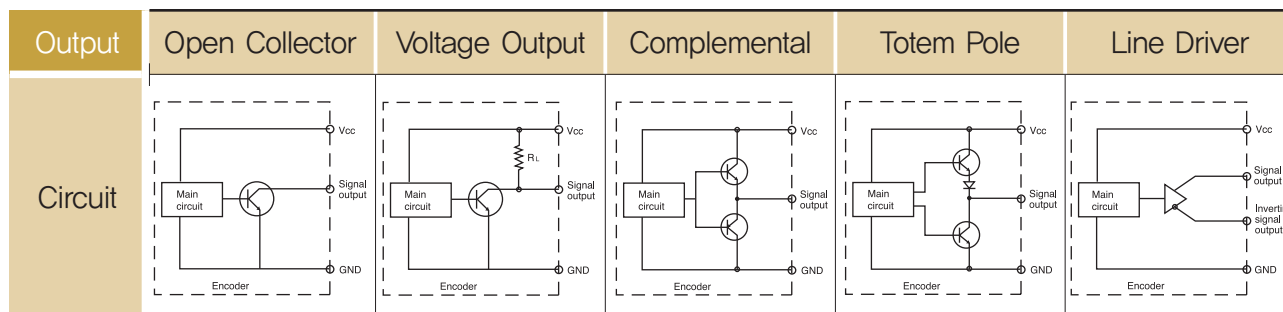 Output
Open Collector
Voltage Output
Complemental
Totem Pole
Line Driver
Circuit
Vcc
Main
circuit
Signal
output
GND
Encoder
Vcc
RL
Main
circuit
Signal
output
GND
Encoder
Vcc
Main
circuit
Signal
output
GND
Encoder
Vcc
Main
circuit
Signal
output
GND
Encoder
Vcc
Main
circuit
Signal
output
Inverti
signal
output
GND
Encoder